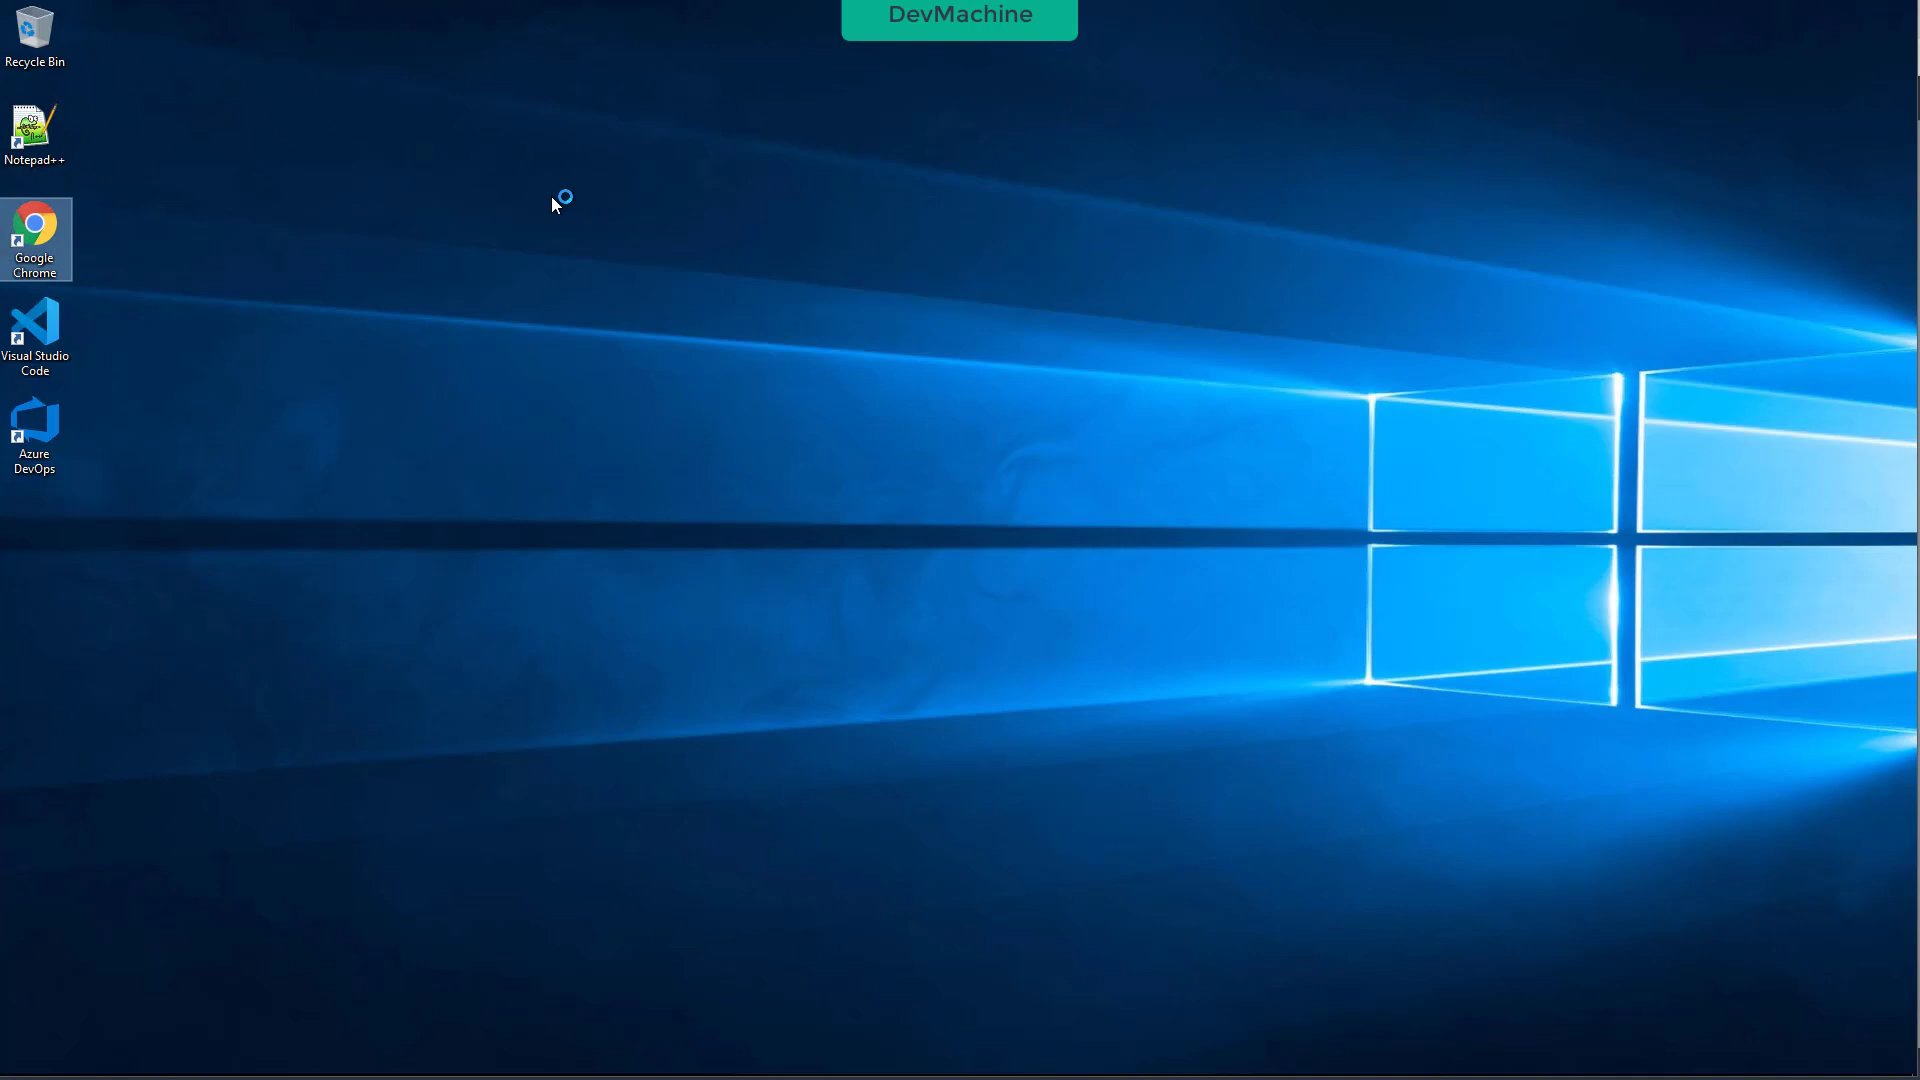 DevMachine
Recycle Bin
Notepad++
Google
Chrome
Visual Studio
Code
Azure
DevOps